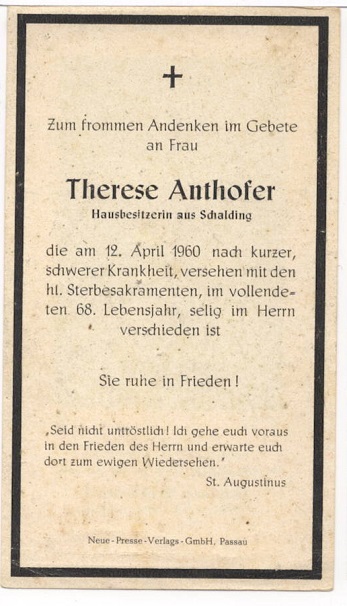 Zum frommen Andenken im Gebete
an Frau
Therese Anthofer
Hausbesitzerin aus Schalding
die am 12. April 1960 nach kurzer,
schwerer Krankheit, versehen mit den
hl. Sterbesakramenten, im vollende-
ten 68. Lebensjahr, selig im Herrn
verschieden ist
Sie ruhe in Frieden!
„Seid nicht untröstlich! Ich gehe euch voraus
in den Frieden des Herrn und erwarte euch
dort zum ewigen Wiedersehen."
St. Augustinus
Neue-Presse-Verlags-GmbH, Passau